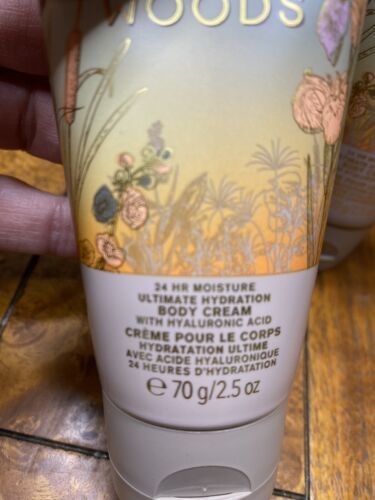 24 HR MOISTURE
ULTIMATE HYDRATION
BODY CREAM
WITH HYALURONIC ACID
CRÈME POUR LE CORPS
HYDRATATION ULTIME
AVEC ACIDE HYALURONIQUE
24 HEURES D'HYDRATATION
℮ 70 g/2.5 oz